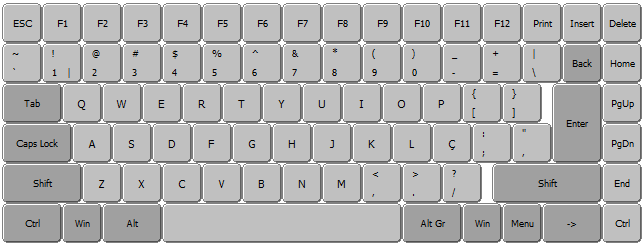 ESC F1 F2 F3 F4 F5 F6 F7 F8 F9 F10 F11 F12 Print Insert Delete
~ ! @ # $ % ^ & * ( ) _ + | Back Home
` 1 | 2 3 4 5 6 7 8 9 0 - = \
Tab Q W E R T Y U I O P { } Enter PgUp
[ ]
Caps Lock A S D F G H J K L Ç : " PgDn
; ,
Shift Z X C V B N M < > ? Shift End
, . /
Ctrl Win Alt Alt Gr Win Menu -> Ctrl